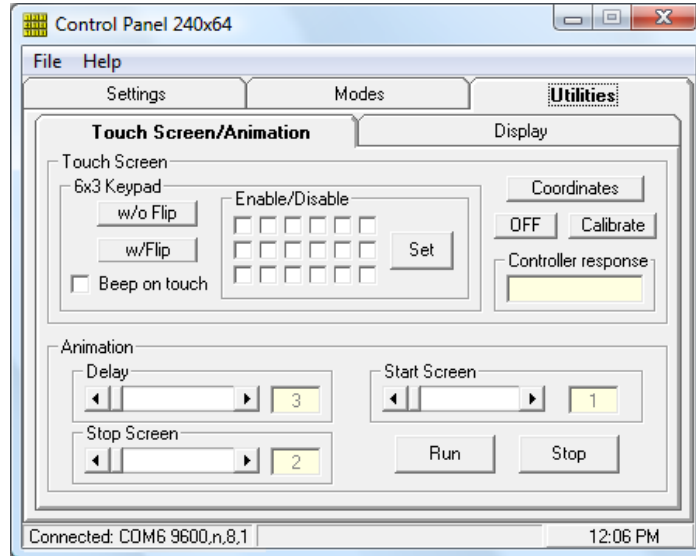 Control Panel 240x64
File Help
Settings Modes Utilities
Touch Screen/Animation Display
Touch Screen
6x3 Keypad
w/o Flip
w/Flip
Beep on touch
Enable/Disable
Set
Coordinates
OFF Calibrate
Controller response
Animation
Delay
3
Start Screen
1
Stop Screen
2
Run Stop
Connected: COM6 9600,n,8,1 12:06 PM